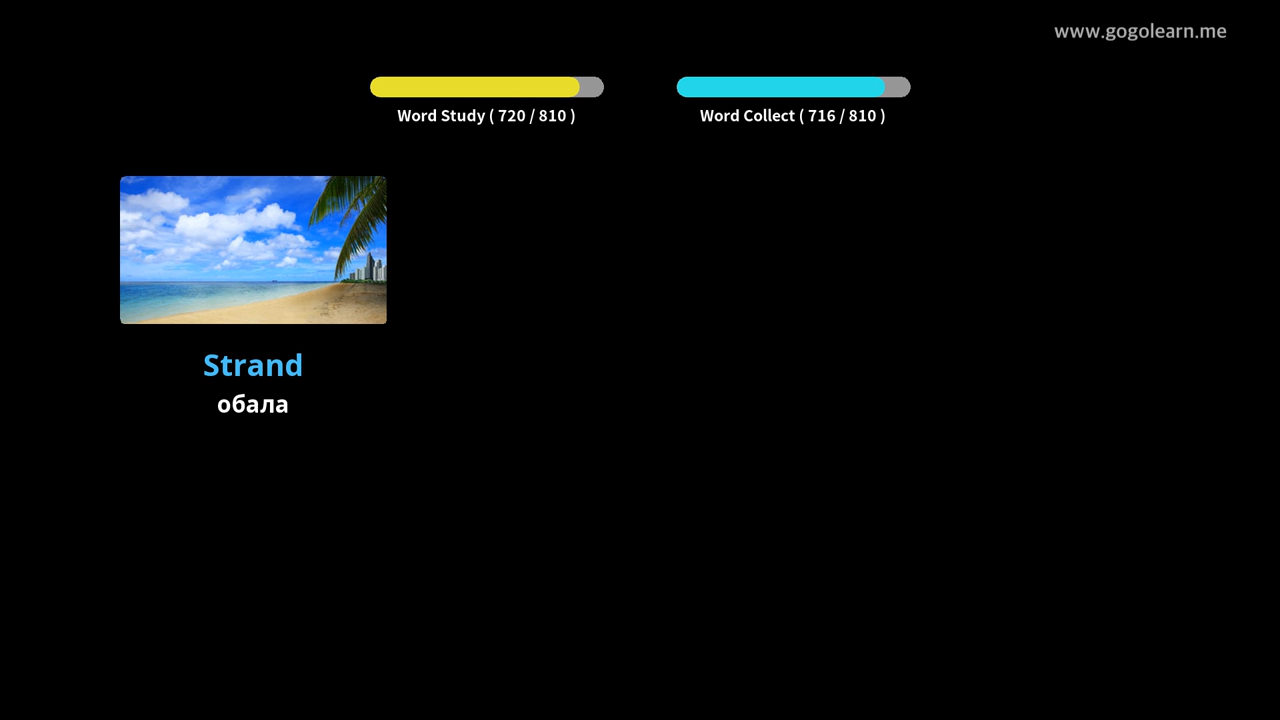 www.gogolearn.me
Word Study ( 720 / 810 )
Word Collect ( 716 / 810 )
Strand
обала